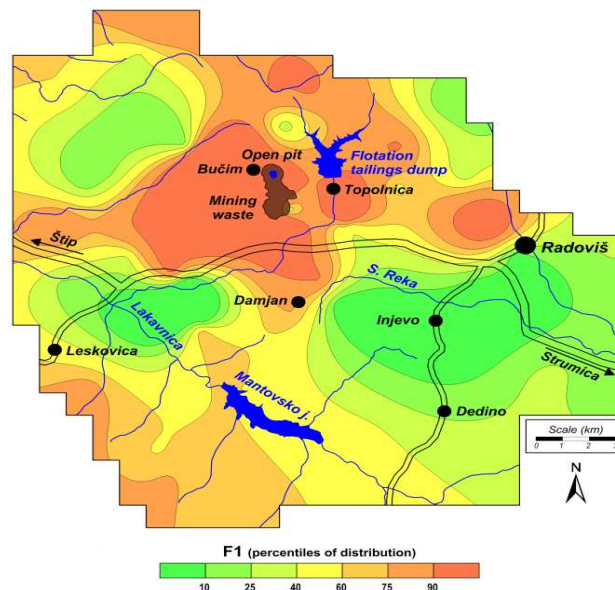 Open pit
Bučim
Flotation
tailings dump
Topolnica
Mining
waste
Štip
Radoviš
S. Reka
Damjan
Lakavnica
Injevo
Leskovica
Strumica
Mantovsko j.
Dedino
Scale (km)
0 1 2 3
N
F1 (percentiles of distribution)
10 25 40 60 75 90